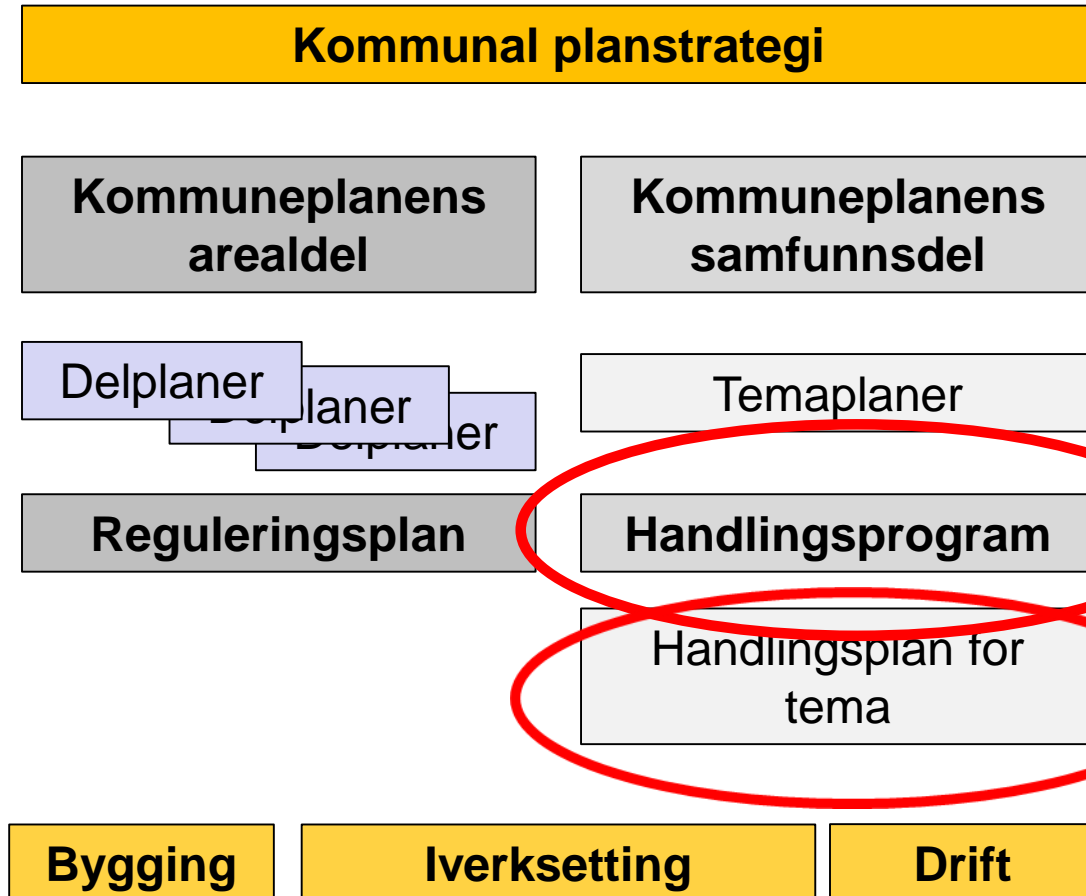 Kommunal planstrategi
Kommuneplanens
arealdel
Kommuneplanens
samfunnsdel
Delplaner
Delplaner
Delplaner
Temaplaner
Reguleringsplan
Handlingsprogram
Handlingsplan for
tema
Bygging
Iverksetting
Drift